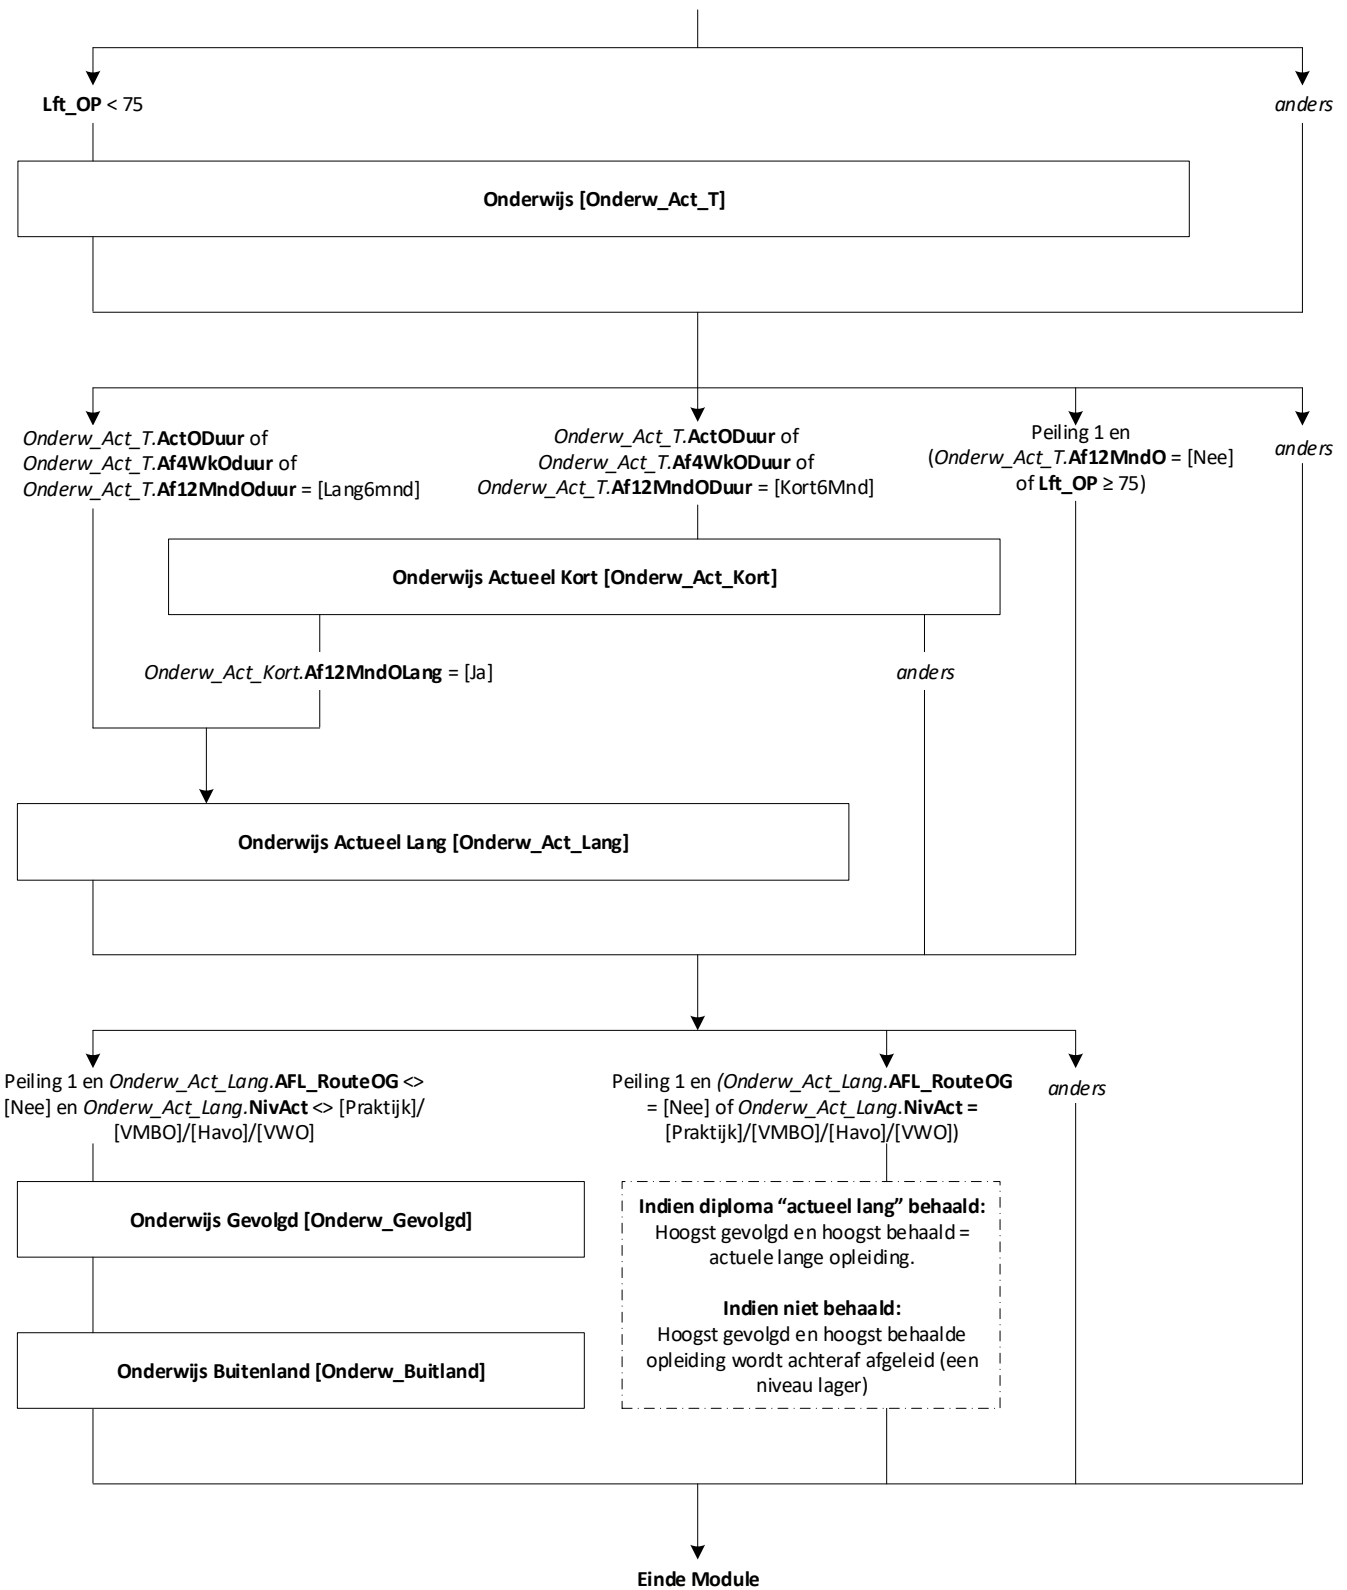 Lft_OP < 75
anders
Onderwijs [Onderw_Act_T]
Onderw_Act_T.ActODuur of
Onderw_Act_T.Af4WkOduur of
Onderw_Act_T.Af12MndOduur = [Lang6mnd]
Onderw_Act_T.ActODuur of
Onderw_Act_T.Af4WkODuur of
Onderw_Act_T.Af12MndODuur = [Kort6Mnd]
Peiling 1 en
(Onderw_Act_T.Af12MndO = [Nee]
of Lft_OP ≥ 75)
anders
Onderwijs Actueel Kort [Onderw_Act_Kort]
Onderw_Act_Kort.Af12MndOLang = [Ja]
anders
Onderwijs Actueel Lang [Onderw_Act_Lang]
Peiling 1 en Onderw_Act_Lang.AFL_RouteOG <>
[Nee] en Onderw_Act_Lang.NivAct <> [Praktijk]/
[VMBO]/[Havo]/[VWO]
Peiling 1 en (Onderw_Act_Lang.AFL_RouteOG
= [Nee] of Onderw_Act_Lang.NivAct =
[Praktijk]/[VMBO]/[Havo]/[VWO])
anders
Onderwijs Gevolgd [Onderw_Gevolgd]
Onderwijs Buitenland [Onderw_Buitland]
Indien diploma “actueel lang” behaald:
Hoogst gevolgd en hoogst behaald =
actuele lange opleiding.
Indien niet behaald:
Hoogst gevolgd en hoogst behaalde
opleiding wordt achteraf afgeleid (een
niveau lager)
Einde Module